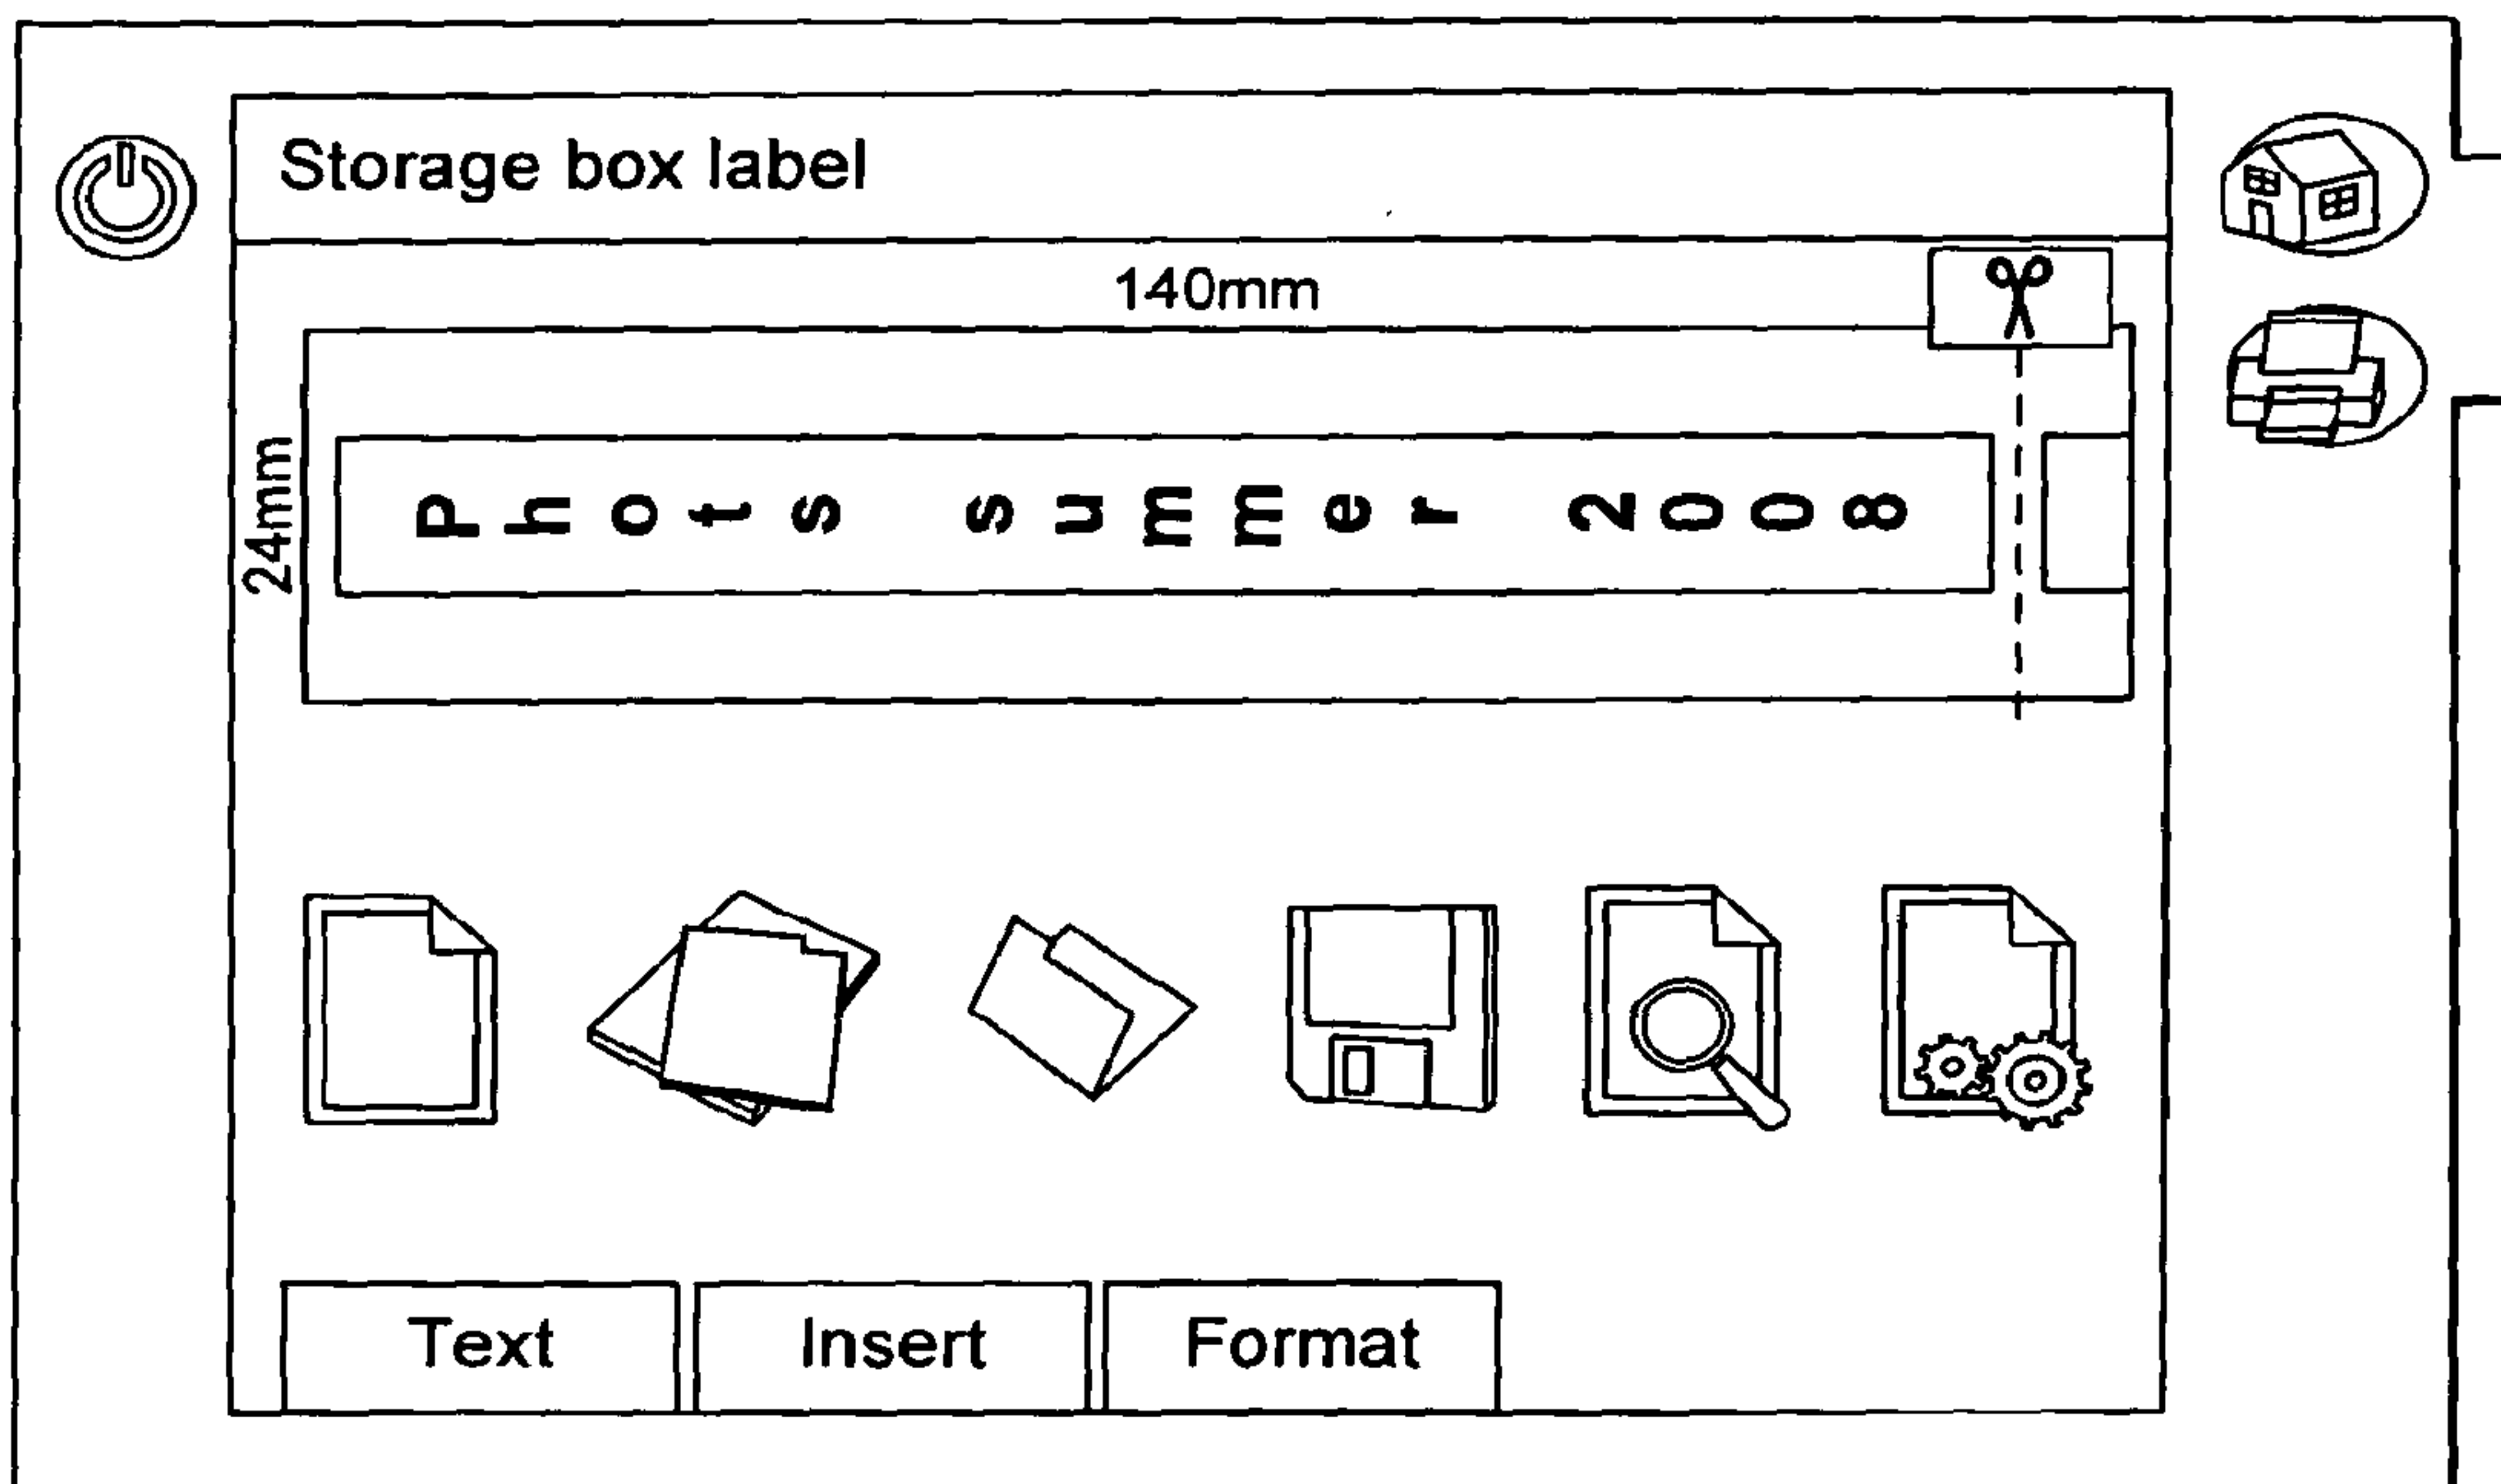 Storage box label
140mm
24mm
Phots summer 2008
Text
Insert
Format